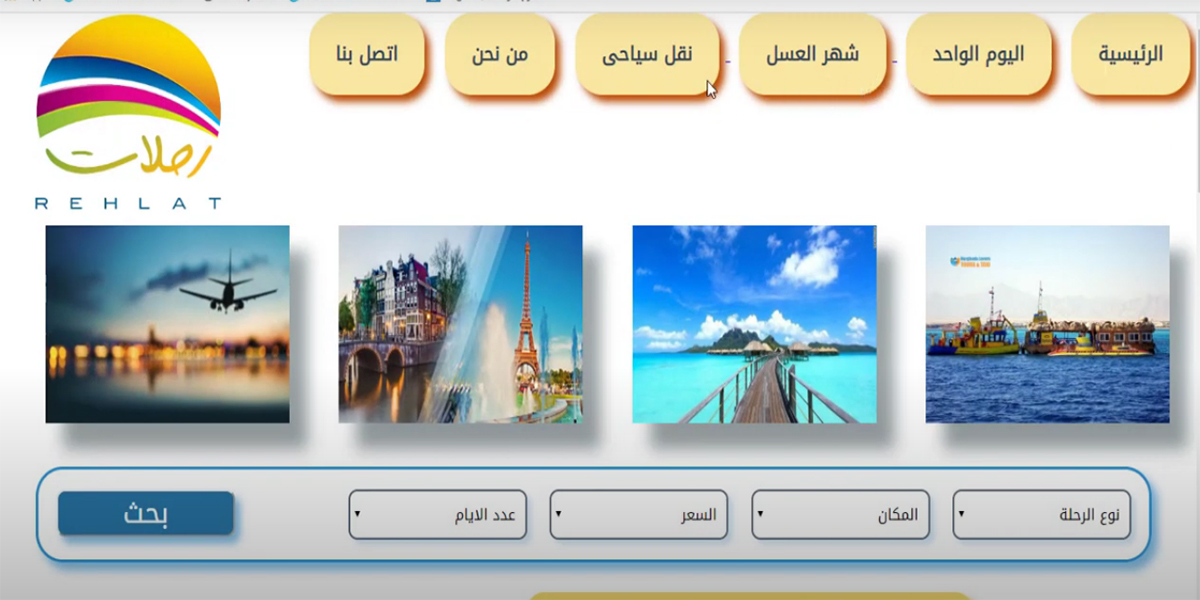 الرئيسية
اليوم الواحد
شهر العسل
نقل سياحى
من نحن
اتصل بنا
رحلات
REHLAT
نوع الرحلة
المكان
السعر
عدد الايام
بحث